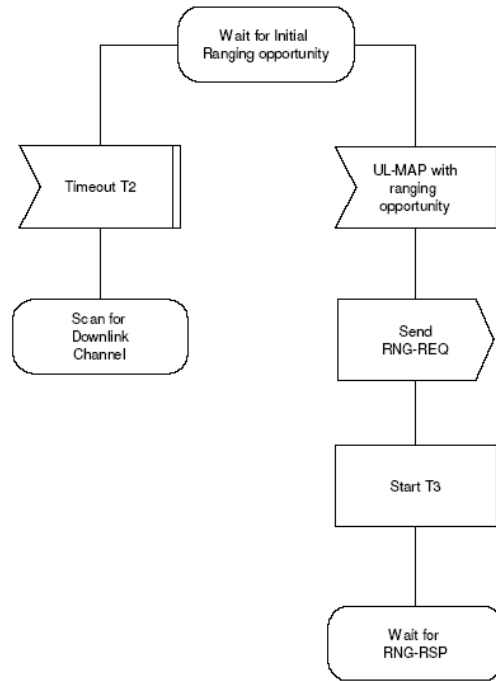 Wait for Initial
Ranging opportunity
Timeout T2
UL-MAP with
ranging
opportunity
Scan for
Downlink
Channel
Send
RNG-REQ
Start T3
Wait for
RNG-RSP